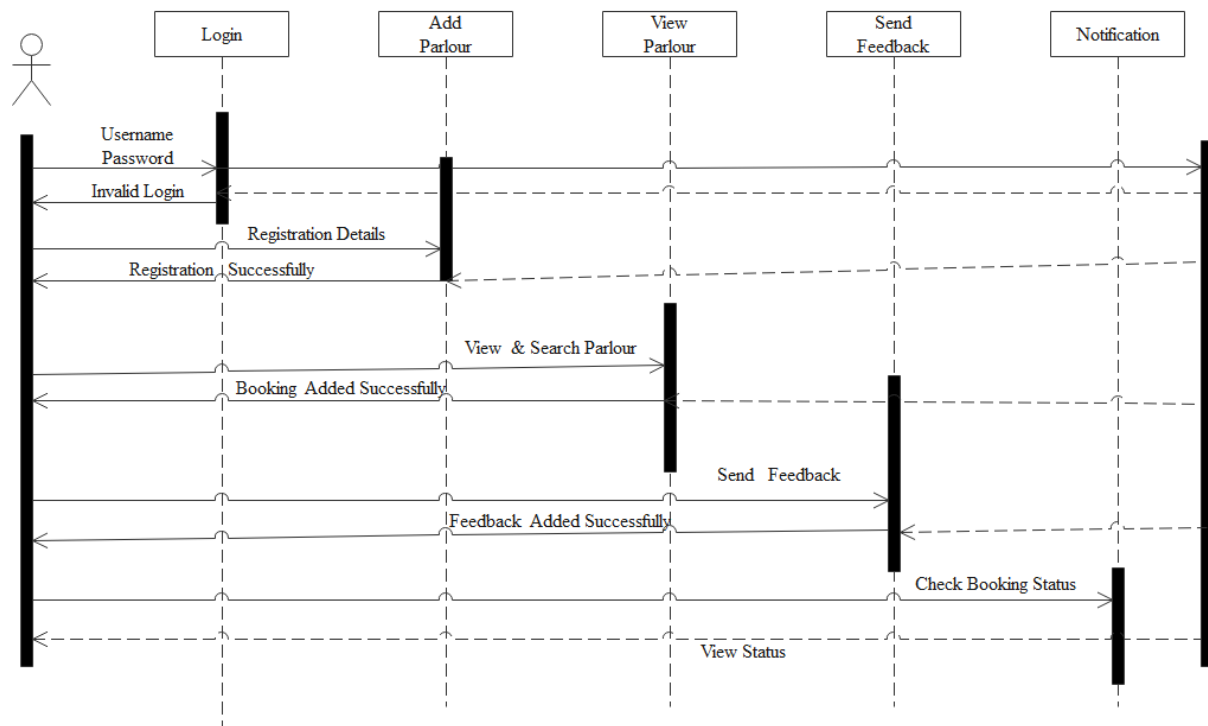 Login
Add
Parlour
View
Parlour
Send
Feedback
Notification
Username
Password
Invalid Login
Registration Details
Registration Successfully
View & Search Parlour
Booking Added Successfully
Send Feedback
Feedback Added Successfully
Check Booking Status
View Status